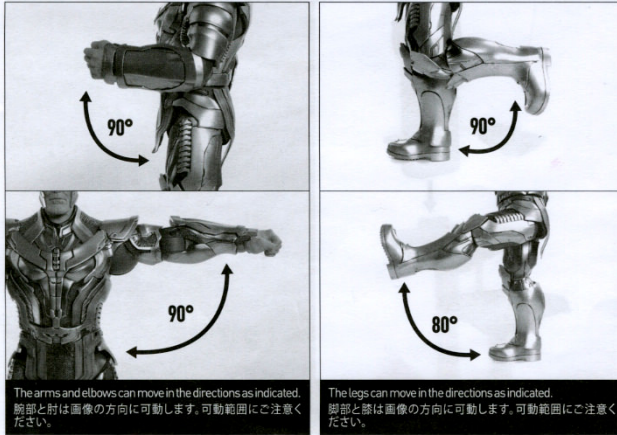 90°
90°
90°
80°
The arms and elbows can move in the directions as indicated.
腕部と肘は画像の方向に可動します。可動範囲にご注意く
ださい。
The legs can move in the directions as indicated.
脚部と膝は画像の方向に可動します。可動範囲にご注意く
ださい。